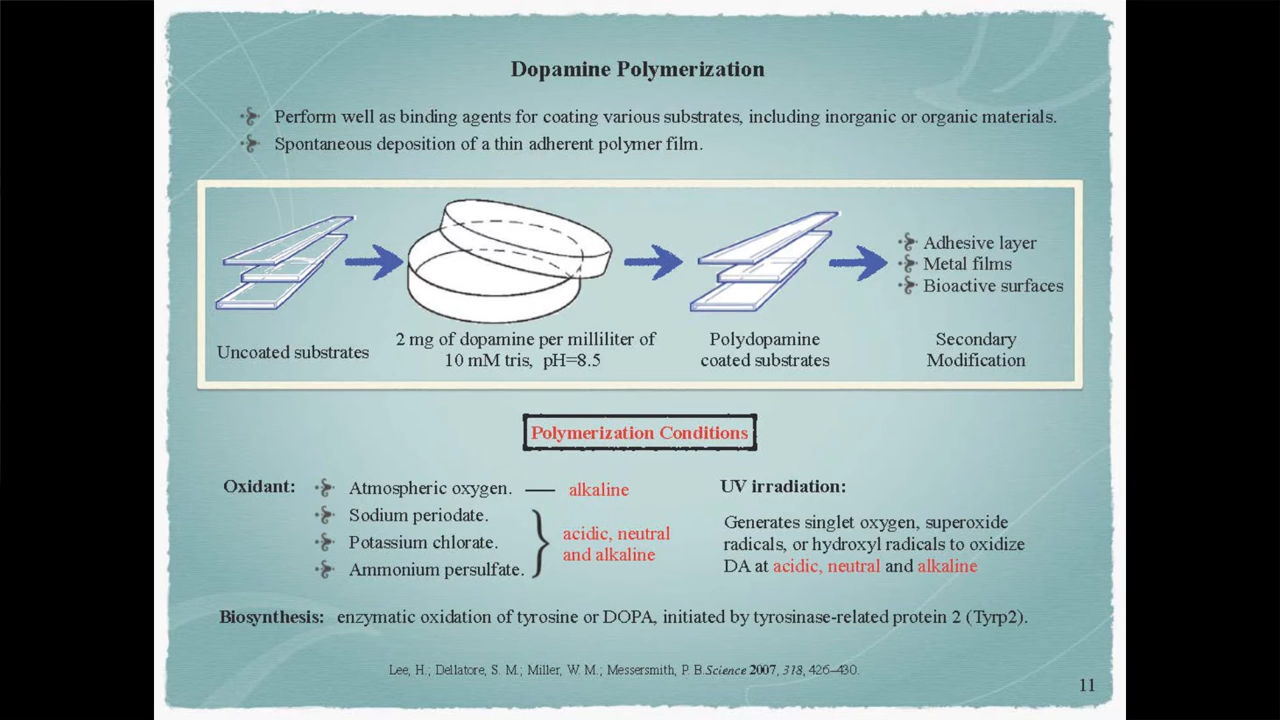 Dopamine Polymerization
Perform well as binding agents for coating various substrates, including inorganic or organic materials.
Spontaneous deposition of a thin adherent polymer film.
Adhesive layer
Metal films
Bioactive surfaces
Uncoated substrates
2 mg of dopamine per milliliter of
10 mM tris, pH=8.5
Polydopamine
coated substrates
Secondary
Modification
Polymerization Conditions
Oxidant:
Atmospheric oxygen. — alkaline
Sodium periodate.
Potassium chlorate.
Ammonium persulfate.
acidic, neutral
and alkaline
UV irradiation:
Generates singlet oxygen, superoxide
radicals, or hydroxyl radicals to oxidize
DA at acidic, neutral and alkaline
Biosynthesis: enzymatic oxidation of tyrosine or DOPA, initiated by tyrosinase-related protein 2 (Tyrp2).
Lee, H.; Dellatore, S. M.; Miller, W. M.; Messersmith, P. B.Science 2007, 318, 426–430.
11